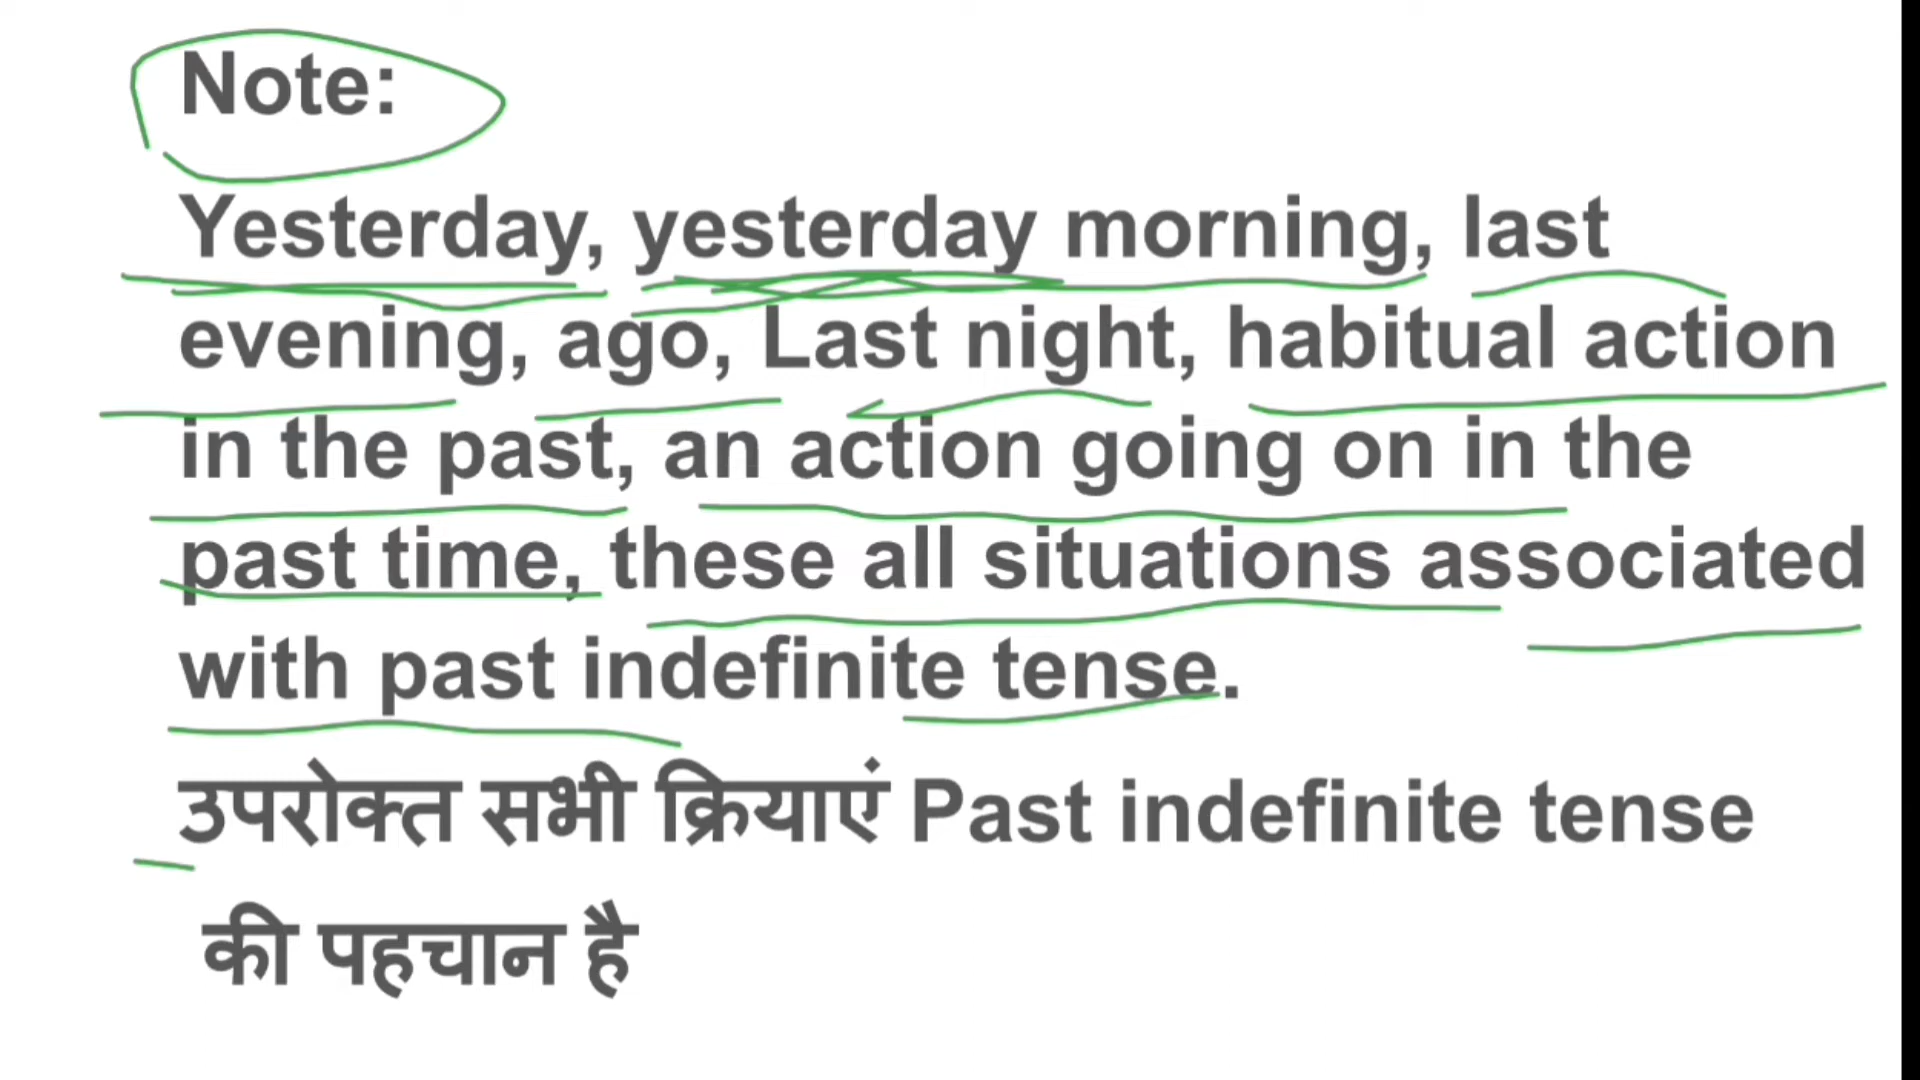 Note:
Yesterday, yesterday morning, last
evening, ago, Last night, habitual action
in the past, an action going on in the
past time, these all situations associated
with past indefinite tense.
उपरोक्त सभी क्रियाएं Past indefinite tense
की पहचान है